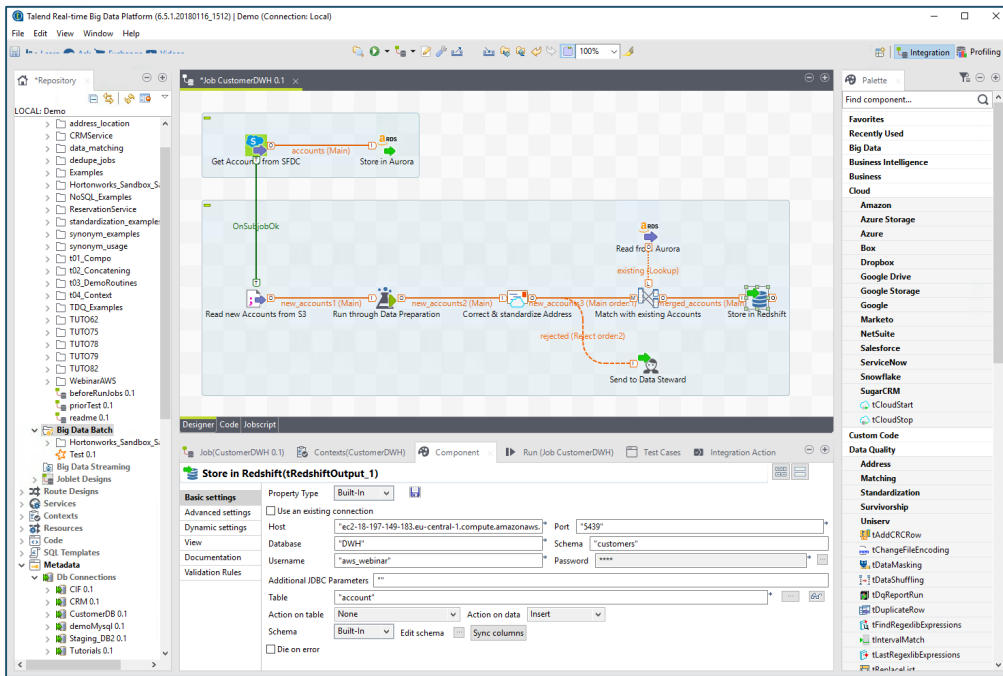 Talend Real-time Big Data Platform (6.5.1.20180116_1512) | Demo (Connection: Local)
File Edit View Window Help
100%
Integration Profiling
*Repository
LOCAL: Demo
address_location
CRMService
data_matching
dedupe_jobs
Examples
Hortonworks_Sandbox_S
NoSQL_Examples
ReservationService
standardization_example
synonym_examples
synonym_usage
t01_Compo
t02_Concatening
t03_DemoRoutines
t04_Context
TDQ_Examples
TUTO62
TUTO75
TUTO78
TUTO79
TUTO82
WebinarAWS
beforeRunJobs 0.1
priorTest 0.1
readme 0.1
Big Data Batch
Hortonworks_Sandbox_S
Test 0.1
Big Data Streaming
Joblet Designs
Route Designs
Services
Contexts
Resources
Code
SQL Templates
Metadata
Db Connections
CIF 0.1
CRM 0.1
CustomerDB 0.1
demoMysql 0.1
Staging_DB2 0.1
Tutorials 0.1
*Job CustomerDWH 0.1
RDS
accounts (Main)
Get Accounts from SFDC
Store in Aurora
OnSubjobOk
RDS
Read from Aurora
existing (Lookup)
new_accounts1 (Main)
new_accounts2 (Main)
new_accounts3 (Main order:1)
merged_accounts (Main)
Read new Accounts from S3
Run through Data Preparation
Correct & standardize Address
Match with existing Accounts
Store in Redshift
rejected (Reject order:2)
Send to Data Steward
Designer Code Jobscript
Job(CustomerDWH 0.1) Contexts(CustomerDWH) Component Run (Job CustomerDWH) Test Cases Integration Action
Store in Redshift(tRedshiftOutput_1)
Basic settings
Advanced settings
Dynamic settings
View
Documentation
Validation Rules
Property Type Built-In
Use an existing connection
Host "ec2-18-197-149-183.eu-central-1.compute.amazonaws. * Port "5439" *
Database "DWH" * Schema "customers"
Username "aws_webinar" * Password **** *
Additional JDBC Parameters ""
Table "account" *
Action on table None Action on data Insert
Schema Built-In Edit schema Sync columns
Die on error
Palette
Find component...
Favorites
Recently Used
Big Data
Business Intelligence
Business
Cloud
Amazon
Azure Storage
Azure
Box
Dropbox
Google Drive
Google Storage
Google
Marketo
NetSuite
Salesforce
ServiceNow
Snowflake
SugarCRM
tCloudStart
tCloudStop
Custom Code
Data Quality
Address
Matching
Standardization
Survivorship
Uniserv
tAddCRCRow
tChangeFileEncoding
tDataMasking
tDataShuffling
tDqReportRun
tDuplicateRow
tFindRegexlibExpressions
tIntervalMatch
tLastRegexlibExpressions
tReplaceList